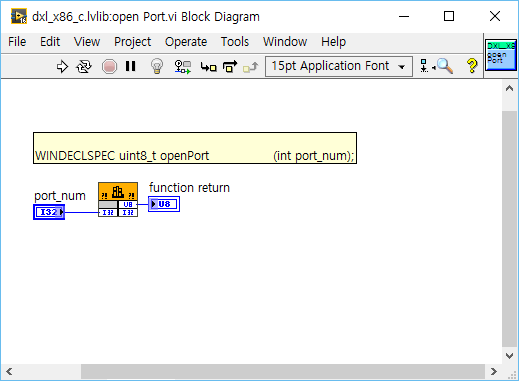 dxl_x86_c.lvlib:open Port.vi Block Diagram
File Edit View Project Operate Tools Window Help
15pt Application Font
?
DXL_X8
open
Port
WINDECLSPEC uint8_t openPort (int port_num);
port_num
function return
I32
?! ?!
U8
I32 I32
U8